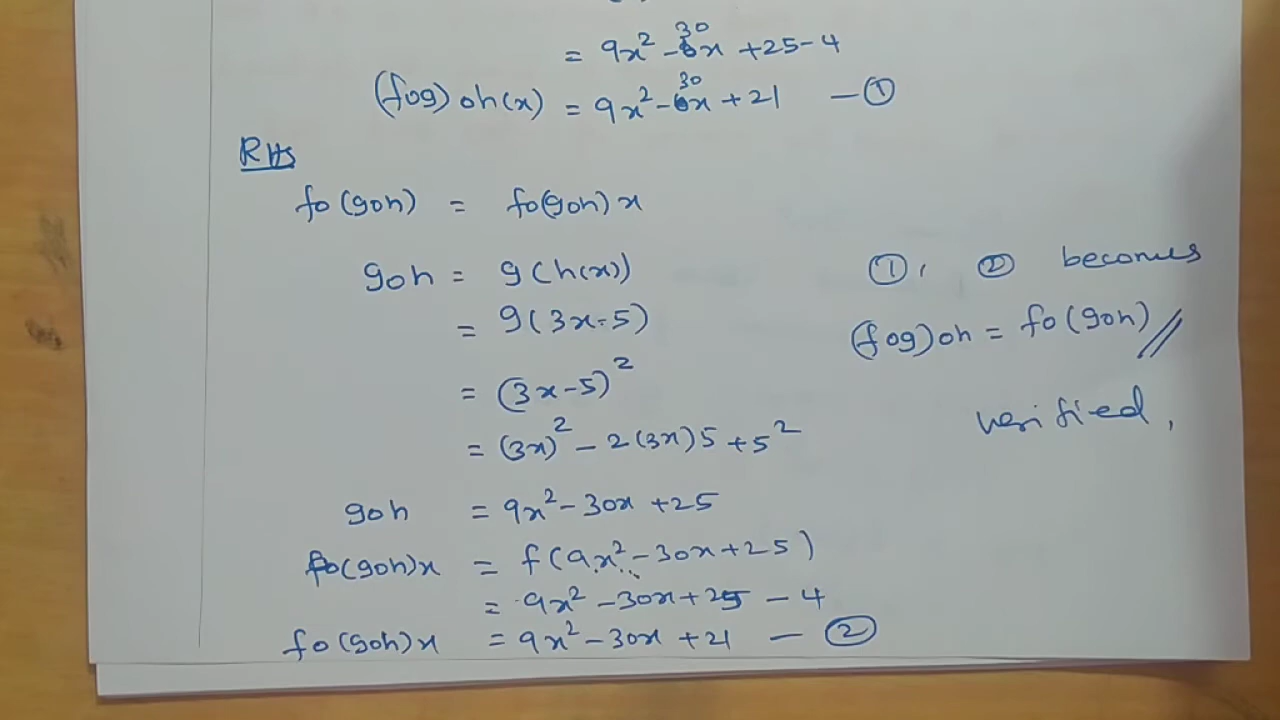 = 9x² - 30x + 25 - 4
(fog) oh(x) = 9x² - 30x + 21 — ①
RHS
fo(goh) = fo(goh) x
goh = g(h(x))
= g(3x-5)
= (3x-5)²
= (3x)² - 2(3x)5 + 5²
goh = 9x² - 30x + 25
fo(goh)x = f(9x² - 30x + 25)
= 9x² - 30x + 25 - 4
fo(goh)x = 9x² - 30x + 21 — ②
①, ② becomes
(fog)oh = fo(goh)//
verified,